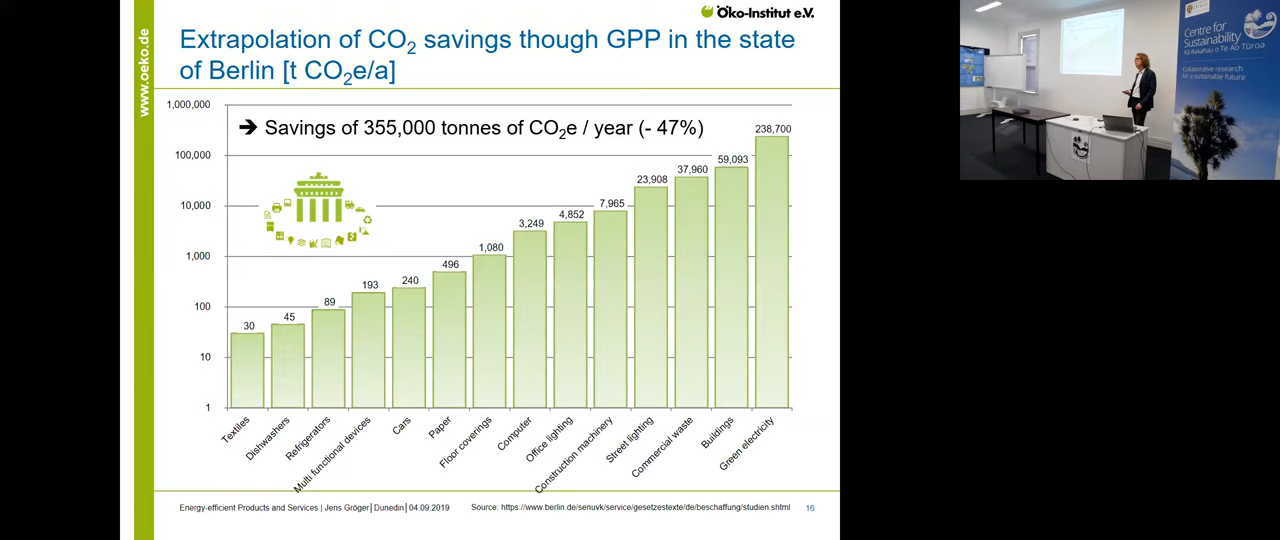 www.oeko.de
Öko-Institut e.V.
Extrapolation of CO₂ savings though GPP in the state
of Berlin [t CO₂e/a]
➔ Savings of 355,000 tonnes of CO₂e / year (- 47%)
1,000,000
100,000
10,000
1,000
100
10
1
30
45
89
193
240
496
1,080
3,249
4,852
7,965
23,908
37,960
59,093
238,700
Textiles
Dishwashers
Refrigerators
Multi functional devices
Cars
Paper
Floor coverings
Computer
Office lighting
Construction machinery
Street lighting
Commercial waste
Buildings
Green electricity
Energy-efficient Products and Services | Jens Gröger│Dunedin│04.09.2019
Source: https://www.berlin.de/senuvk/service/gesetzestexte/de/beschaffung/studien.shtml
16
Centre for
Sustainability
Kā Rakahau o Te Ao Tūroa
Collaborative research
for a sustainable future